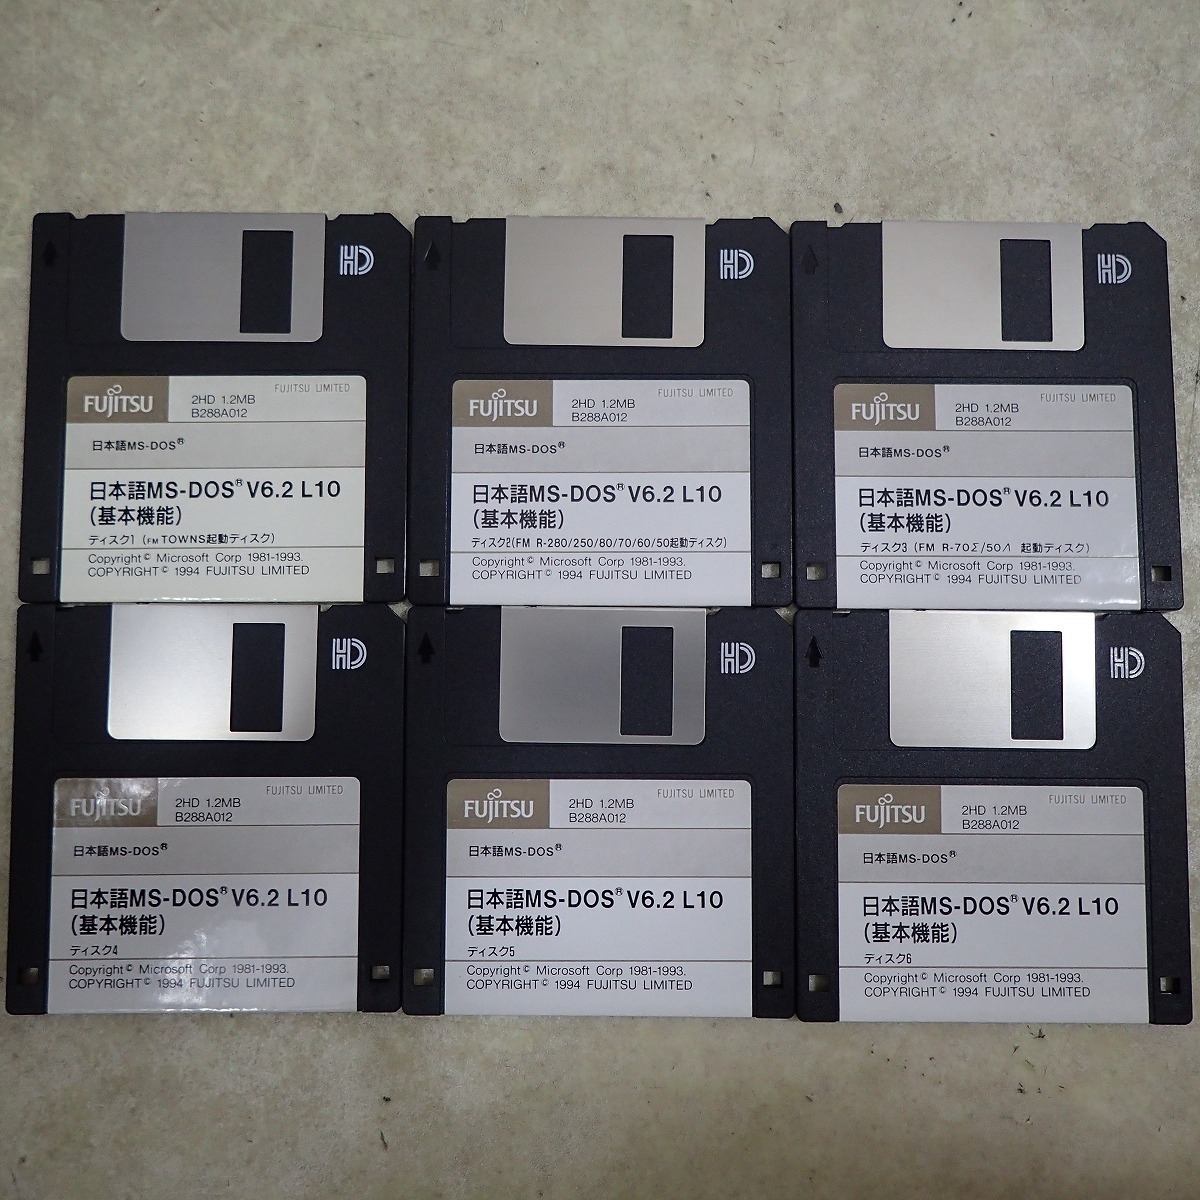 HD
FUJITSU
2HD 1.2MB
B288A012
FUJITSU LIMITED
日本語MS-DOS®
日本語MS-DOS® V6.2 L10
(基本機能)
ディスク1 (FM TOWNS起動ディスク)
Copyright© Microsoft Corp 1981-1993.
COPYRIGHT© 1994 FUJITSU LIMITED
HD
FUJITSU
2HD 1.2MB
B288A012
FUJITSU LIMITED
日本語MS-DOS®
日本語MS-DOS® V6.2 L10
(基本機能)
ディスク2(FM R-280/250/80/70/60/50起動ディスク)
Copyright© Microsoft Corp 1981-1993.
COPYRIGHT© 1994 FUJITSU LIMITED
HD
FUJITSU
2HD 1.2MB
B288A012
FUJITSU LIMITED
日本語MS-DOS®
日本語MS-DOS® V6.2 L10
(基本機能)
ディスク3 (FM R-70Σ/50Λ 起動ディスク)
Copyright© Microsoft Corp 1981-1993.
COPYRIGHT© 1994 FUJITSU LIMITED
HD
FUJITSU
2HD 1.2MB
B288A012
FUJITSU LIMITED
日本語MS-DOS®
日本語MS-DOS® V6.2 L10
(基本機能)
ディスク4
Copyright© Microsoft Corp 1981-1993.
COPYRIGHT© 1994 FUJITSU LIMITED
HD
FUJITSU
2HD 1.2MB
B288A012
FUJITSU LIMITED
日本語MS-DOS®
日本語MS-DOS® V6.2 L10
(基本機能)
ディスク5
Copyright© Microsoft Corp 1981-1993.
COPYRIGHT© 1994 FUJITSU LIMITED
HD
FUJITSU
2HD 1.2MB
B288A012
FUJITSU LIMITED
日本語MS-DOS®
日本語MS-DOS® V6.2 L10
(基本機能)
ディスク6
Copyright© Microsoft Corp 1981-1993.
COPYRIGHT© 1994 FUJITSU LIMITED